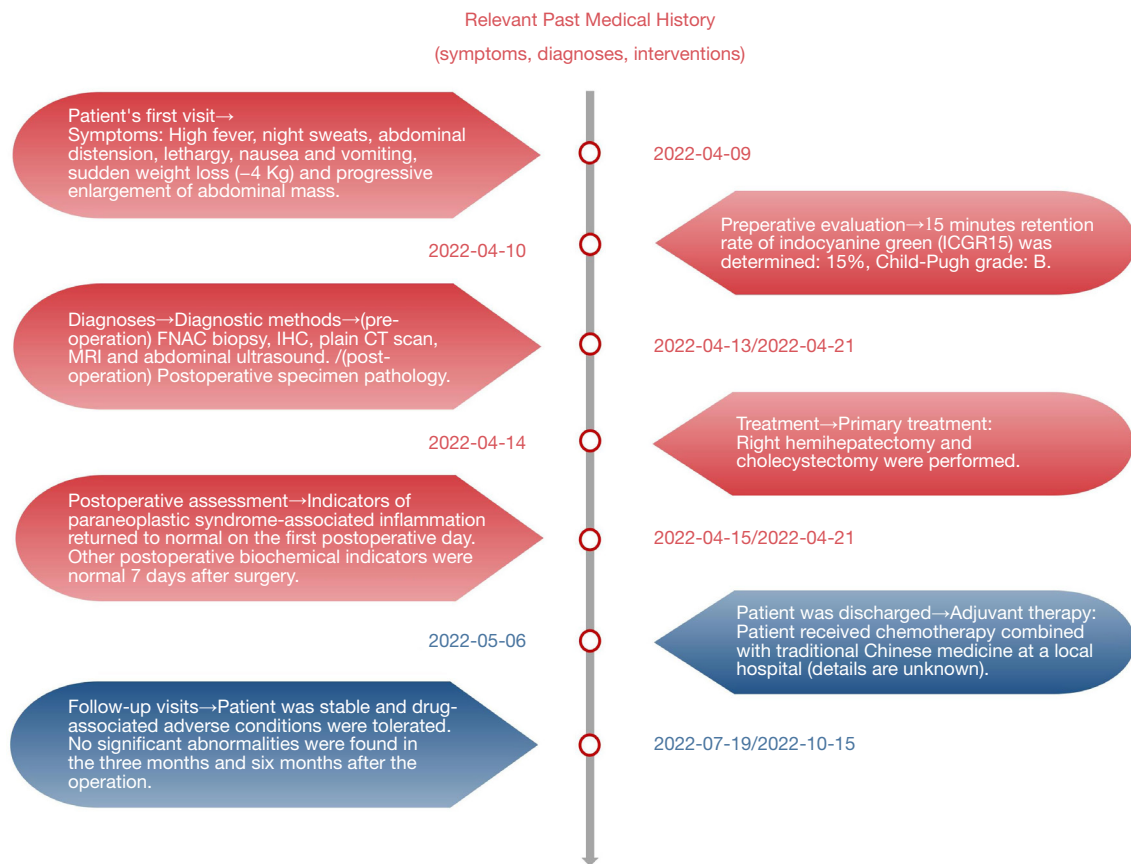 Relevant Past Medical History
(symptoms, diagnoses, interventions)
Patient's first visit→
Symptoms: High fever, night sweats, abdominal
distension, lethargy, nausea and vomiting,
sudden weight loss (−4 Kg) and progressive
enlargement of abdominal mass.
2022-04-09
Preperative evaluation→15 minutes retention
rate of indocyanine green (ICGR15) was
determined: 15%, Child-Pugh grade: B.
2022-04-10
Diagnoses→Diagnostic methods→(pre-
operation) FNAC biopsy, IHC, plain CT scan,
MRI and abdominal ultrasound. /(post-
operation) Postoperative specimen pathology.
2022-04-13/2022-04-21
Treatment→Primary treatment:
Right hemihepatectomy and
cholecystectomy were performed.
2022-04-14
Postoperative assessment→Indicators of
paraneoplastic syndrome-associated inflammation
returned to normal on the first postoperative day.
Other postoperative biochemical indicators were
normal 7 days after surgery.
2022-04-15/2022-04-21
Patient was discharged→Adjuvant therapy:
Patient received chemotherapy combined
with traditional Chinese medicine at a local
hospital (details are unknown).
2022-05-06
Follow-up visits→Patient was stable and drug-
associated adverse conditions were tolerated.
No significant abnormalities were found in
the three months and six months after the
operation.
2022-07-19/2022-10-15